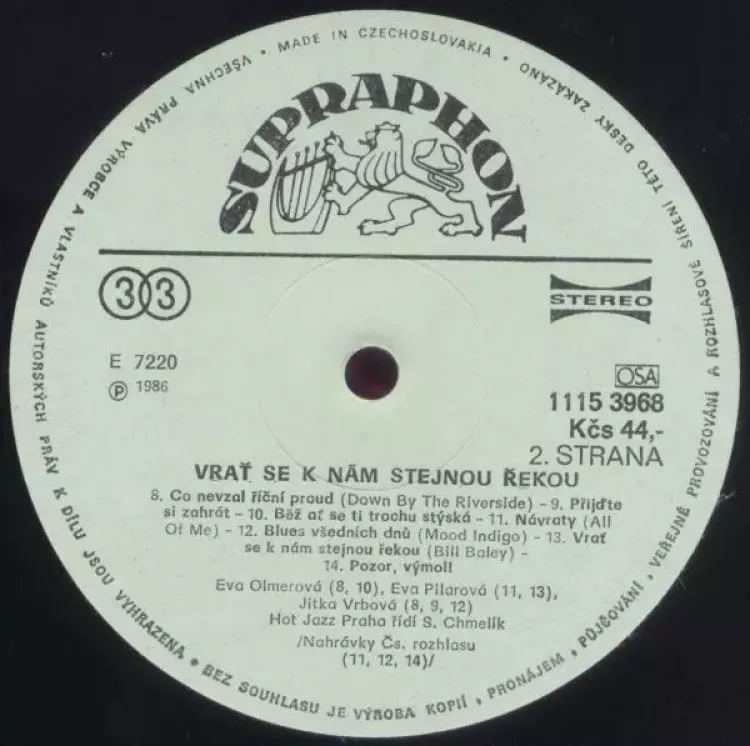 VŠECHNA PRÁVA VÝROBCE A VLASTNÍKŮ AUTORSKÝCH PRÁV K DÍLU JSOU VYHRAZENA • BEZ SOUHLASU JE VÝROBA KOPIÍ, PRONÁJEM, PŮJČOVÁNÍ, VEŘEJNÉ PROVOZOVÁNÍ A ROZHLASOVÉ ŠÍŘENÍ TÉTO DESKY ZAKÁZÁNO • MADE IN CZECHOSLOVAKIA •
SUPRAPHON
33
STEREO
E 7220
Ⓟ 1986
OSA
1115 3968
Kčs 44,-
2. STRANA
VRAŤ SE K NÁM STEJNOU ŘEKOU
8. Co nevzal říční proud (Down By The Riverside) – 9. Přijďte
si zahrát – 10. Běž ať se ti trochu stýská – 11. Návraty (All
Of Me) – 12. Blues všedních dnů (Mood Indigo) – 13. Vrať
se k nám stejnou řekou (Bill Baley) –
14. Pozor, výmol!
Eva Olmerová (8, 10), Eva Pilarová (11, 13),
Jitka Vrbová (8, 9, 12)
Hot Jazz Praha řídí S. Chmelík
/Nahrávky Čs. rozhlasu
(11, 12, 14)/